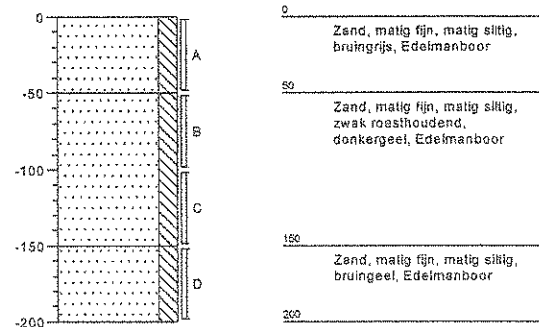 0
-50
-100
-150
-200
A
B
C
D
0
Zand, matig fijn, matig siltig,
bruingrijs, Edelmanboor
50
Zand, matig fijn, matig siltig,
zwak roesthoudend,
donkergeel, Edelmanboor
150
Zand, matig fijn, matig siltig,
bruingeel, Edelmanboor
200